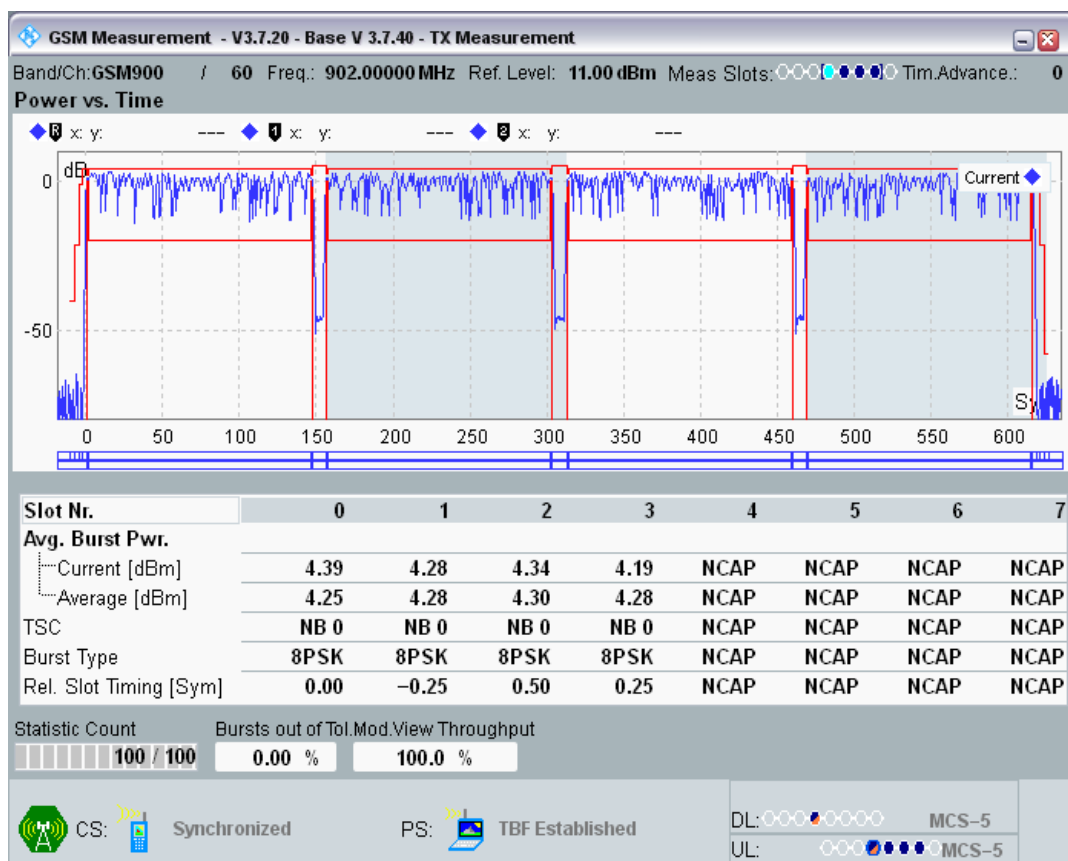 GSM Measurement - V3.7.20 - Base V 3.7.40 - TX Measurement
Band/Ch:GSM900 / 60 Freq.: 902.00000 MHz Ref. Level: 11.00 dBm Meas Slots: Tim.Advance.: 0
Power vs. Time
R x: y: --- 1 x: y: --- 2 x: y: ---
dB
Current
0
-50
Sy
0 50 100 150 200 250 300 350 400 450 500 550 600
Slot Nr. 0 1 2 3 4 5 6 7
Avg. Burst Pwr.
Current [dBm] 4.39 4.28 4.34 4.19 NCAP NCAP NCAP NCAP
Average [dBm] 4.25 4.28 4.30 4.28 NCAP NCAP NCAP NCAP
TSC NB 0 NB 0 NB 0 NB 0 NCAP NCAP NCAP NCAP
Burst Type 8PSK 8PSK 8PSK 8PSK NCAP NCAP NCAP NCAP
Rel. Slot Timing [Sym] 0.00 −0.25 0.50 0.25 NCAP NCAP NCAP NCAP
Statistic Count Bursts out of Tol. Mod.View Throughput
100 / 100 0.00 % 100.0 %
CS: Synchronized PS: TBF Established
DL: MCS−5
UL: MCS−5